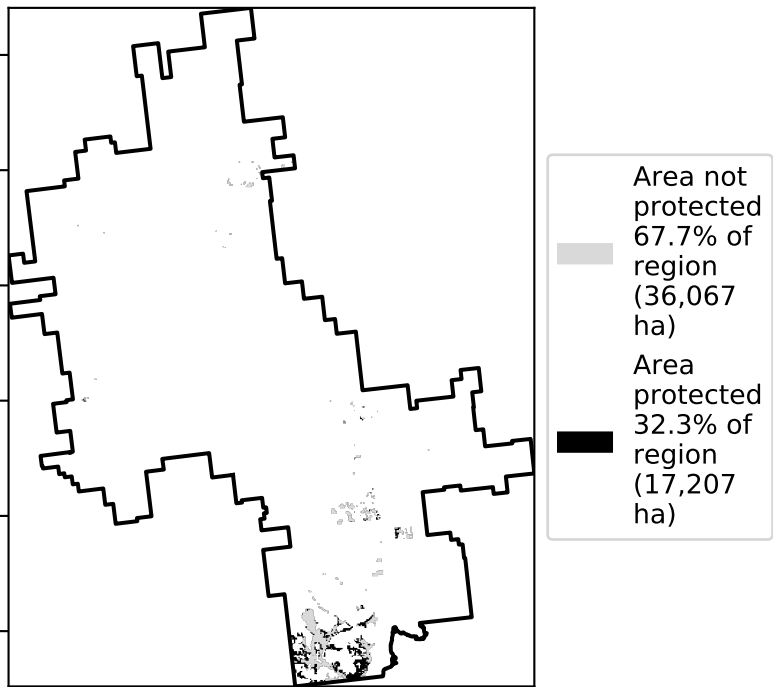 Area not
protected
67.7% of
region
(36,067
ha)
Area
protected
32.3% of
region
(17,207
ha)